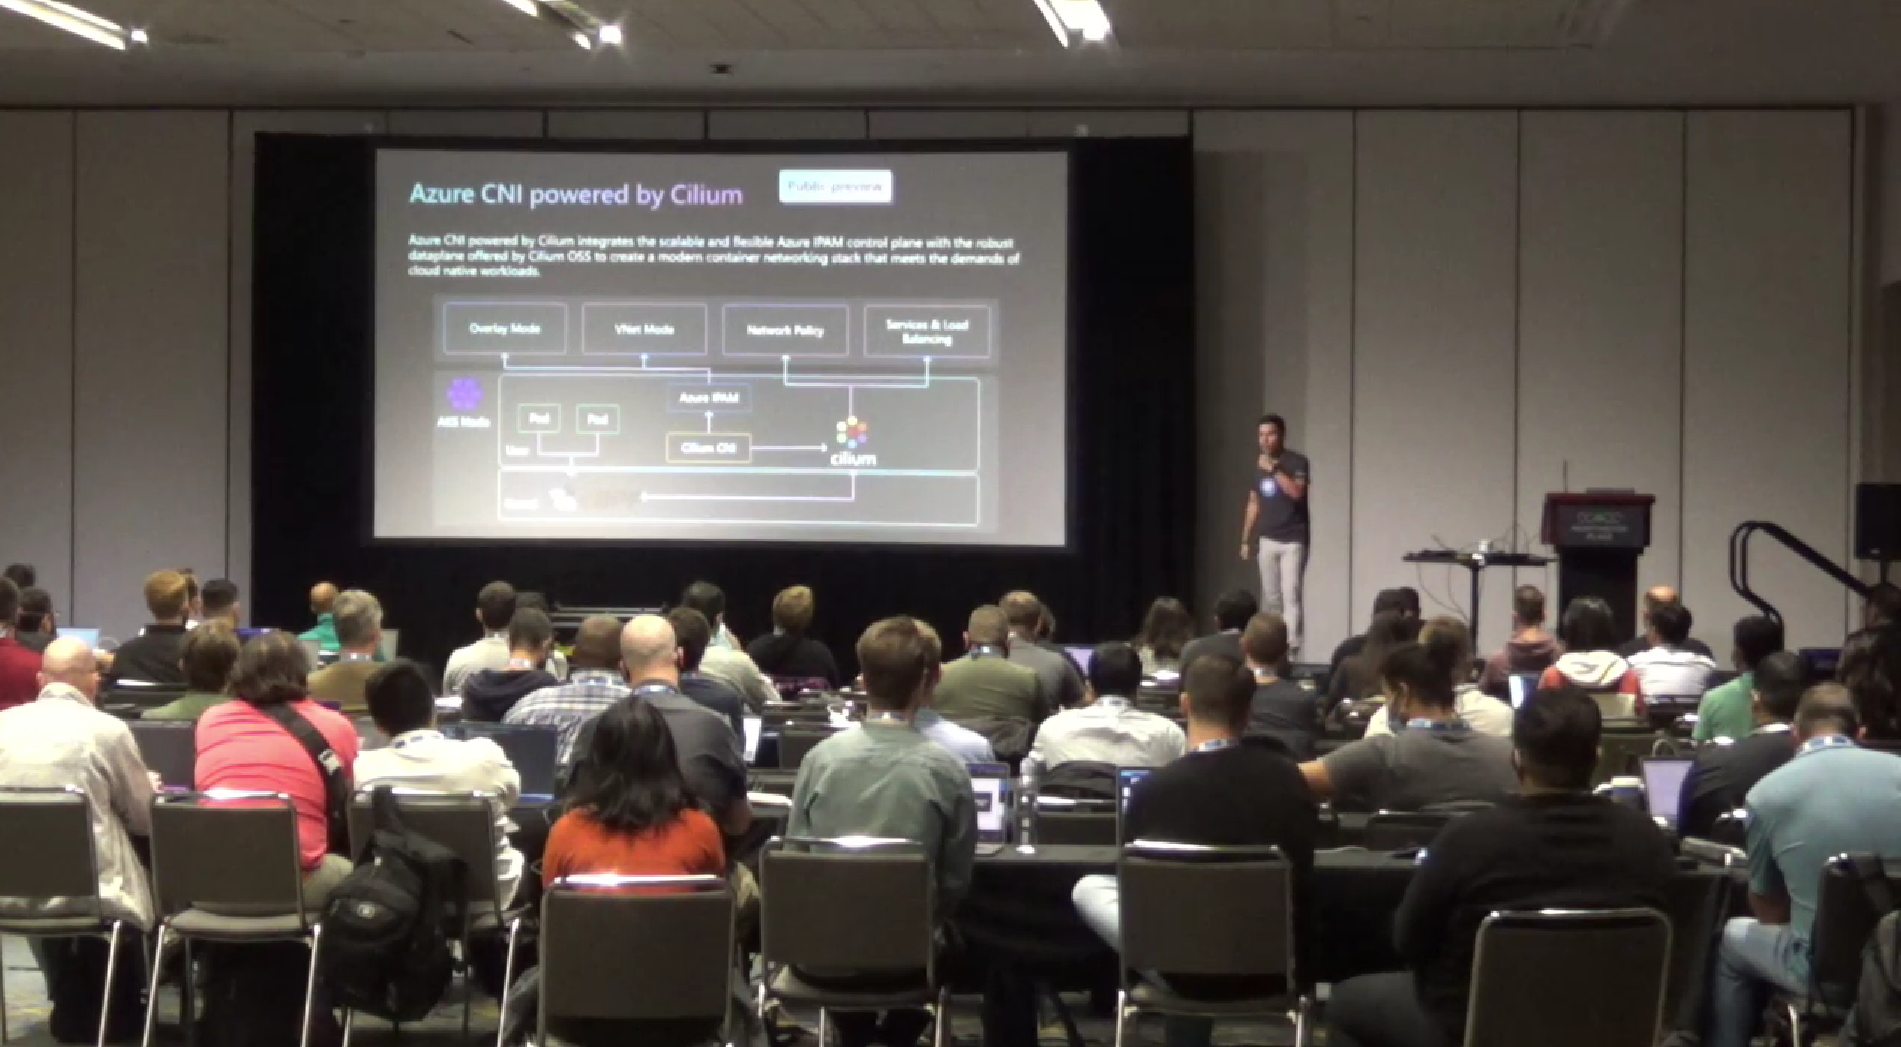 Azure CNI powered by Cilium
Public preview
Azure CNI powered by Cilium integrates the scalable and flexible Azure IPAM control plane with the robust
dataplane offered by Cilium OSS to create a modern container networking stack that meets the demands of
cloud native workloads.
Overlay Mode
VNet Mode
Network Policy
Services & Load
Balancing
AKS Node
Azure IPAM
Pod
Pod
User
Cilium CNI
cilium